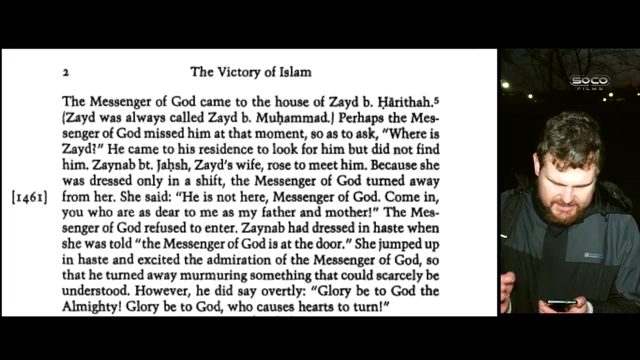 2 The Victory of Islam
The Messenger of God came to the house of Zayd b. Ḥārithah.⁵
(Zayd was always called Zayd b. Muḥammad.) Perhaps the Mes-
senger of God missed him at that moment, so as to ask, "Where is
Zayd?" He came to his residence to look for him but did not find
him. Zaynab bt. Jaḥsh, Zayd's wife, rose to meet him. Because she
was dressed only in a shift, the Messenger of God turned away
[1461] from her. She said: "He is not here, Messenger of God. Come in,
you who are as dear to me as my father and mother!" The Mes-
senger of God refused to enter. Zaynab had dressed in haste when
she was told "the Messenger of God is at the door." She jumped up
in haste and excited the admiration of the Messenger of God, so
that he turned away murmuring something that could scarcely be
understood. However, he did say overtly: "Glory be to God the
Almighty! Glory be to God, who causes hearts to turn!"
SOCO
FILMS